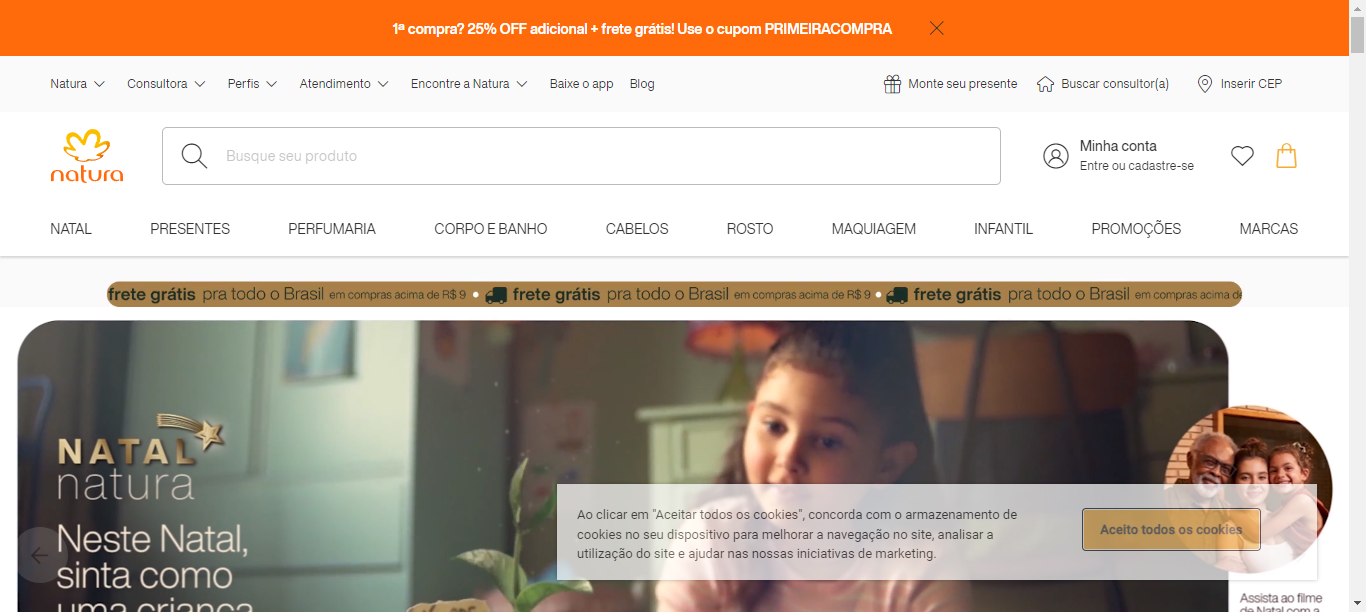 1ª compra? 25% OFF adicional + frete grátis! Use o cupom PRIMEIRACOMPRA
Natura Consultora Perfis Atendimento Encontre a Natura Baixe o app Blog Monte seu presente Buscar consultor(a) Inserir CEP
natura
Busque seu produto
Minha conta
Entre ou cadastre-se
NATAL PRESENTES PERFUMARIA CORPO E BANHO CABELOS ROSTO MAQUIAGEM INFANTIL PROMOÇÕES MARCAS
frete grátis pra todo o Brasil em compras acima de R$ 9 • frete grátis pra todo o Brasil em compras acima de R$ 9 • frete grátis pra todo o Brasil em compras acima de
NATAL
natura
Neste Natal,
sinta como
uma criança
Ao clicar em "Aceitar todos os cookies", concorda com o armazenamento de
cookies no seu dispositivo para melhorar a navegação no site, analisar a
utilização do site e ajudar nas nossas iniciativas de marketing.
Aceito todos os cookies
Assista ao filme
de Natal com a